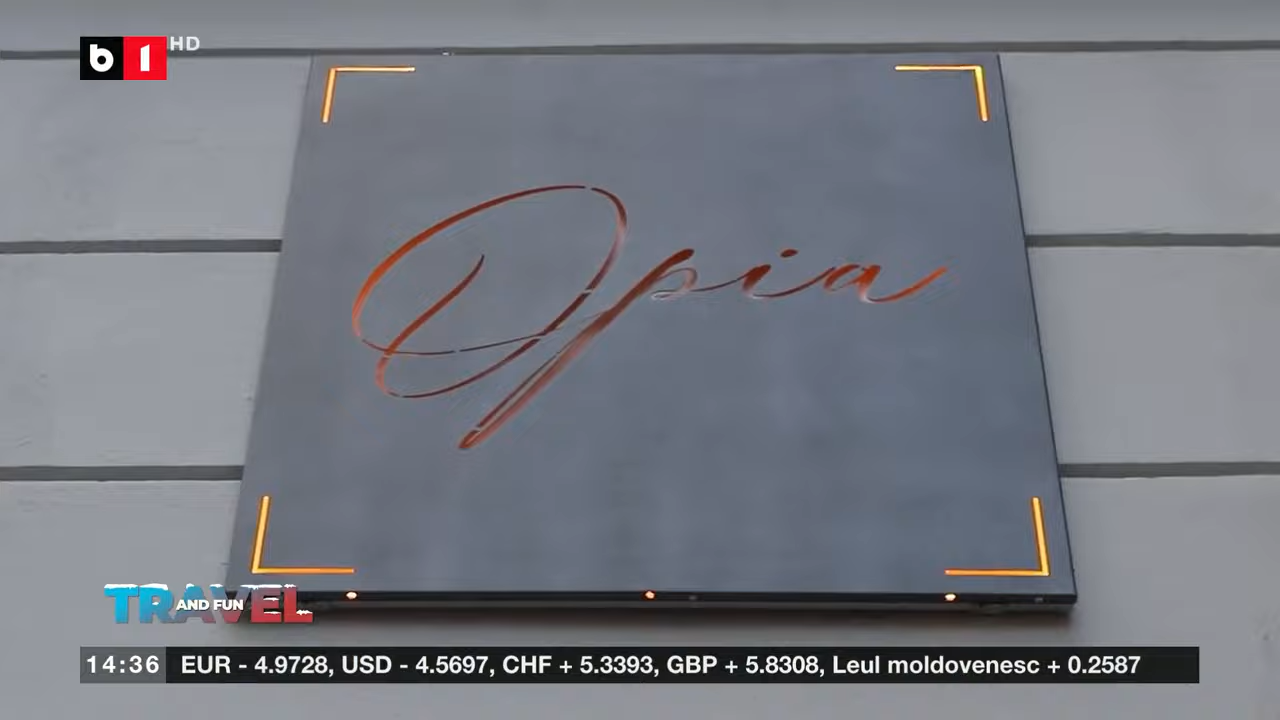 b1 HD
Opia
TRAVEL
AND FUN
14:36 EUR - 4.9728, USD - 4.5697, CHF + 5.3393, GBP + 5.8308, Leul moldovenesc + 0.2587